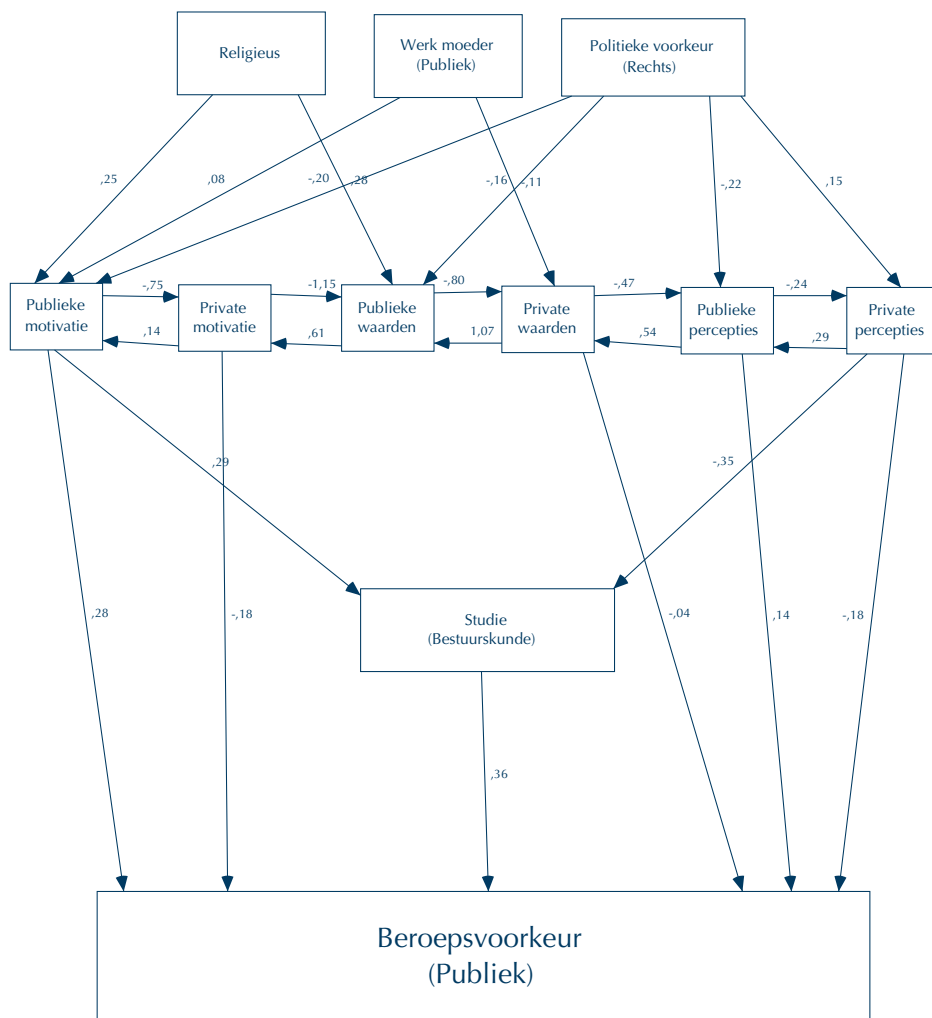 Religieus
Werk moeder
(Publiek)
Politieke voorkeur
(Rechts)
,25
,08
-,20
,28
-,16
-,11
-,22
,15
Publieke
motivatie
-,75
,14
Private
motivatie
-1,15
,61
Publieke
waarden
-,80
1,07
Private
waarden
-,47
,54
Publieke
percepties
-,24
,29
Private
percepties
,29
-,35
,28
-,18
Studie
(Bestuurskunde)
-,04
,14
-,18
,36
Beroepsvoorkeur
(Publiek)